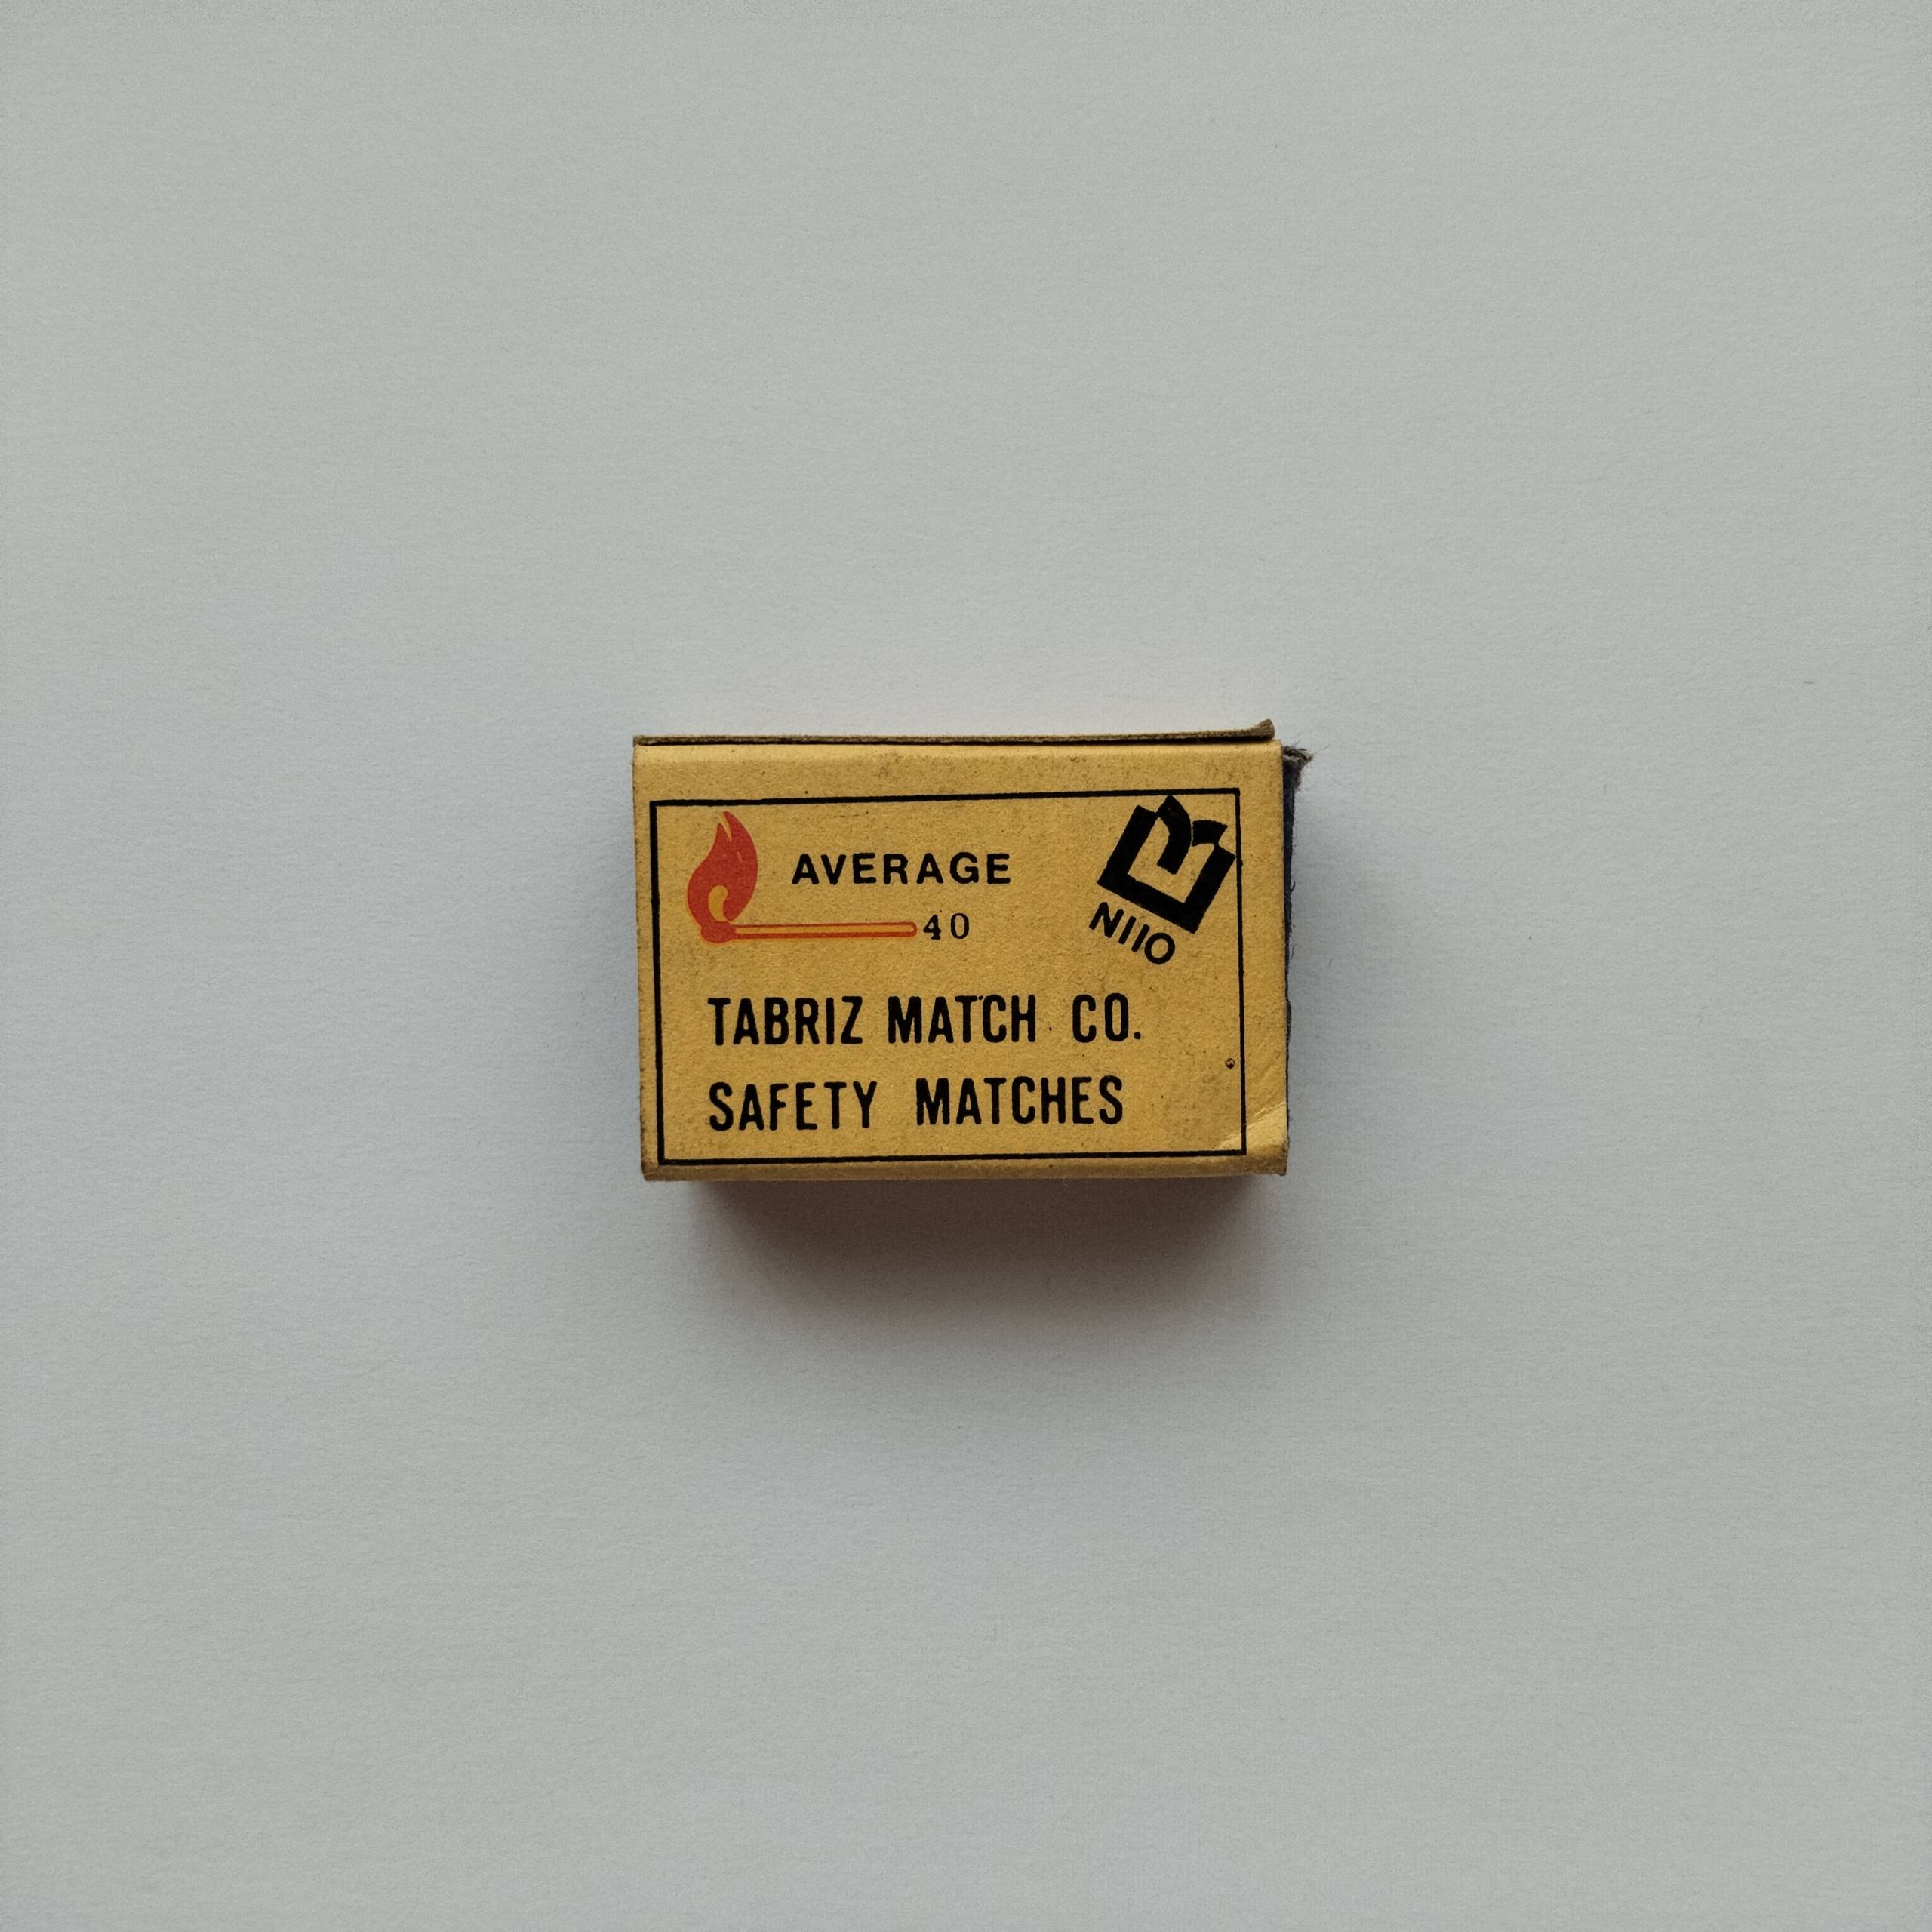 AVERAGE
40
NIIO
TABRIZ MATCH CO.
SAFETY MATCHES